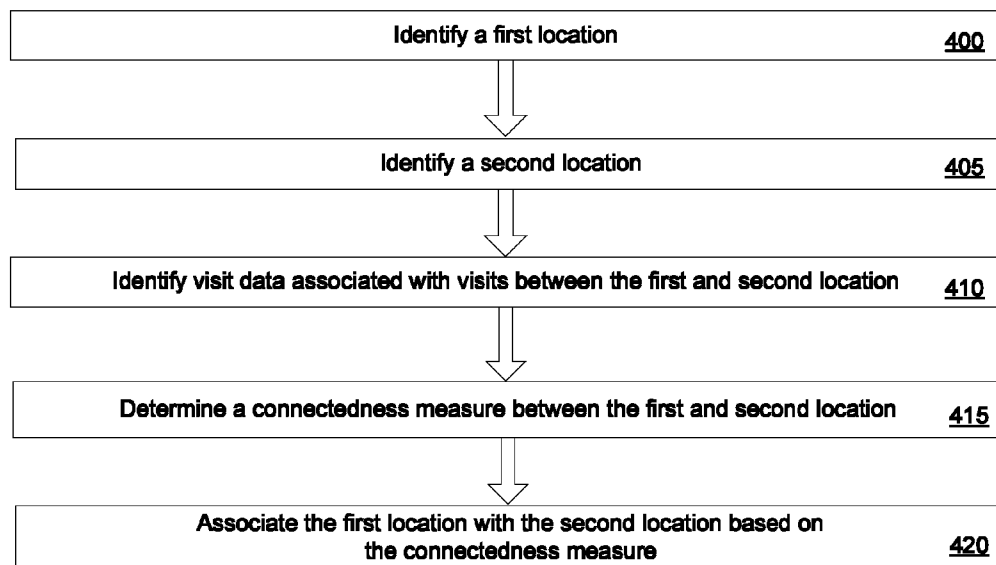 Identify a first location 400
Identify a second location 405
Identify visit data associated with visits between the first and second location 410
Determine a connectedness measure between the first and second location 415
Associate the first location with the second location based on
the connectedness measure 420